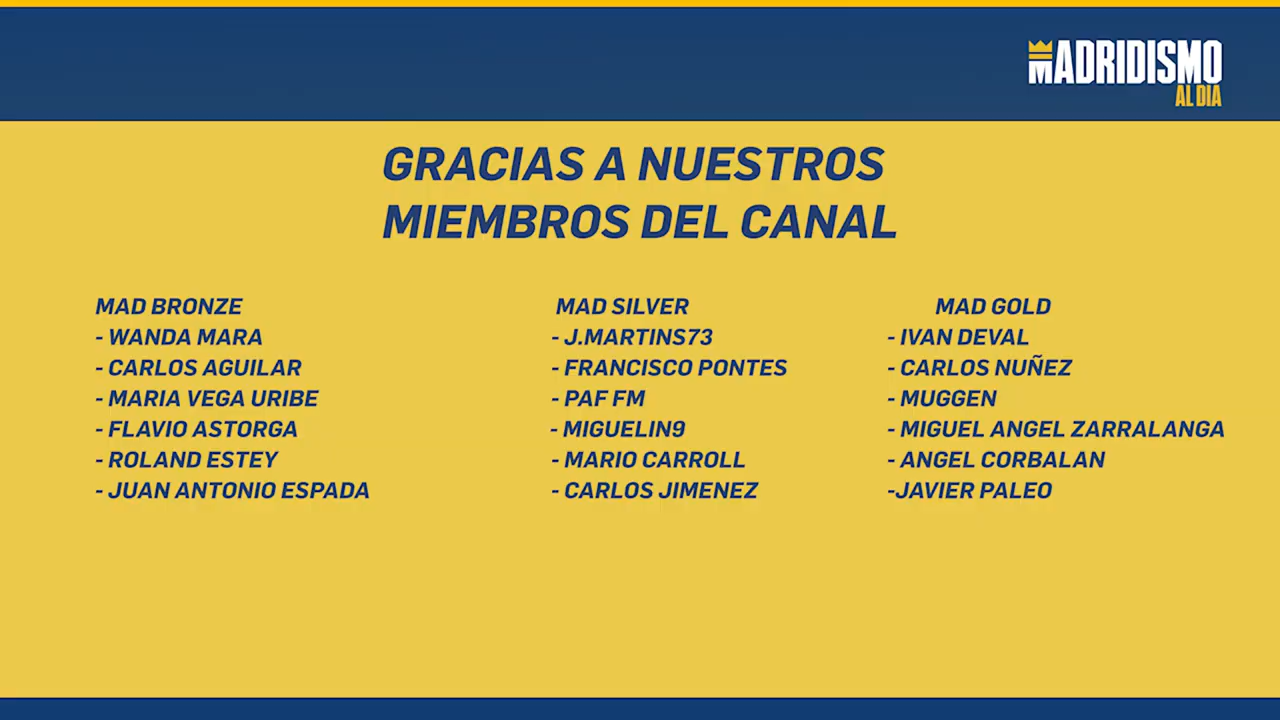 MADRIDISMO
AL DIA
GRACIAS A NUESTROS
MIEMBROS DEL CANAL
MAD BRONZE
- WANDA MARA
- CARLOS AGUILAR
- MARIA VEGA URIBE
- FLAVIO ASTORGA
- ROLAND ESTEY
- JUAN ANTONIO ESPADA
MAD SILVER
- J.MARTINS73
- FRANCISCO PONTES
- PAF FM
- MIGUELIN9
- MARIO CARROLL
- CARLOS JIMENEZ
MAD GOLD
- IVAN DEVAL
- CARLOS NUÑEZ
- MUGGEN
- MIGUEL ANGEL ZARRALANGA
- ANGEL CORBALAN
-JAVIER PALEO